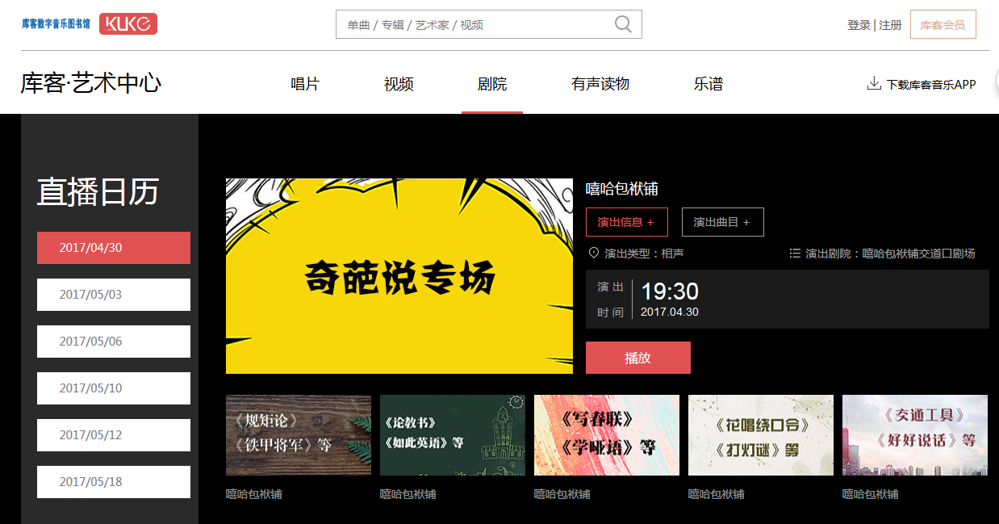 库客数字音乐图书馆 KUKE
单曲 / 专辑 / 艺术家 / 视频
登录 | 注册
库客会员
库客·艺术中心
唱片 视频 剧院 有声读物 乐谱
下载库客音乐APP
直播日历
2017/04/30
2017/05/03
2017/05/06
2017/05/10
2017/05/12
2017/05/18
奇葩说专场
嘻哈包袱铺
演出信息 +
演出曲目 +
演出类型：相声
演出剧院：嘻哈包袱铺交道口剧场
演出
时间
19:30
2017.04.30
播放
《规矩论》
《铁甲将军》等
嘻哈包袱铺
《论教书》
《如此英语》等
嘻哈包袱铺
《写春联》
《学哑语》等
嘻哈包袱铺
《花唱绕口令》
《打灯谜》等
嘻哈包袱铺
《交通工具》
《好好说话》等
嘻哈包袱铺